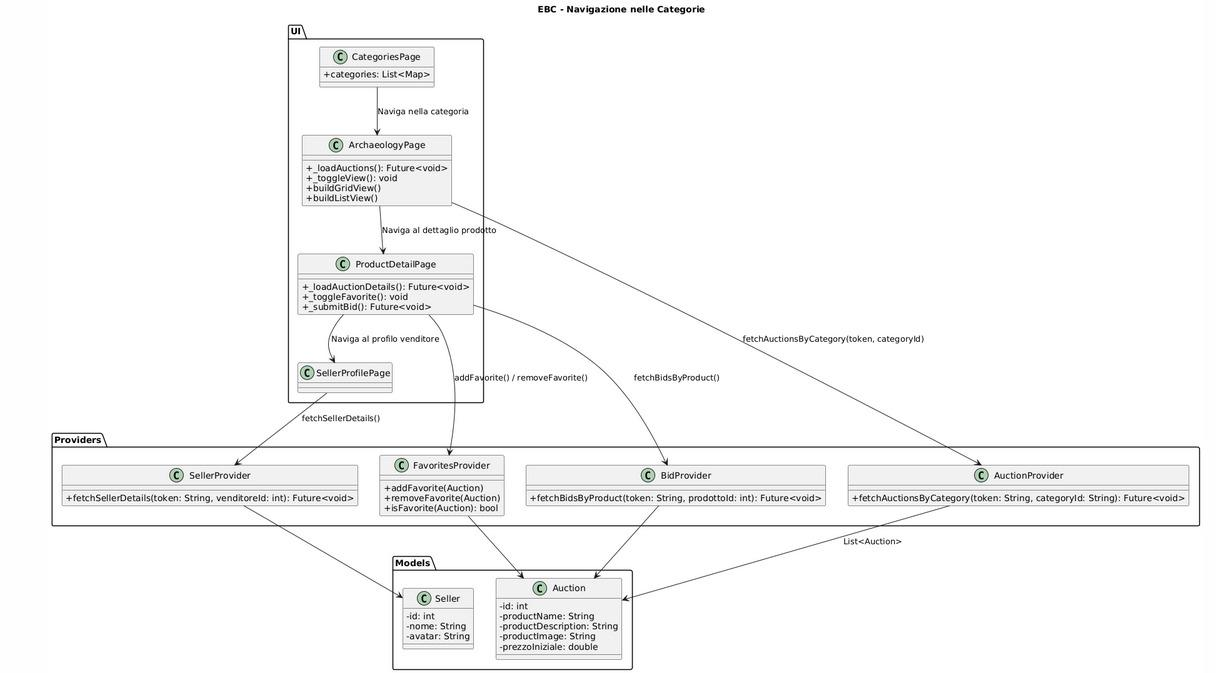 EBC - Navigazione nelle Categorie
UI
C CategoriesPage
+categories: List<Map>
Naviga nella categoria
C ArchaeologyPage
+_loadAuctions(): Future<void>
+_toggleView(): void
+buildGridView()
+buildListView()
Naviga al dettaglio prodotto
C ProductDetailPage
+_loadAuctionDetails(): Future<void>
+_toggleFavorite(): void
+_submitBid(): Future<void>
Naviga al profilo venditore
fetchAuctionsByCategory(token, categoryId)
C SellerProfilePage
addFavorite() / removeFavorite()
fetchBidsByProduct()
fetchSellerDetails()
Providers
C SellerProvider
+fetchSellerDetails(token: String, venditoreId: int): Future<void>
C FavoritesProvider
+addFavorite(Auction)
+removeFavorite(Auction)
+isFavorite(Auction): bool
C BidProvider
+fetchBidsByProduct(token: String, prodottoId: int): Future<void>
C AuctionProvider
+fetchAuctionsByCategory(token: String, categoryId: String): Future<void>
List<Auction>
Models
C Seller
-id: int
-nome: String
-avatar: String
C Auction
-id: int
-productName: String
-productDescription: String
-productImage: String
-prezzoIniziale: double